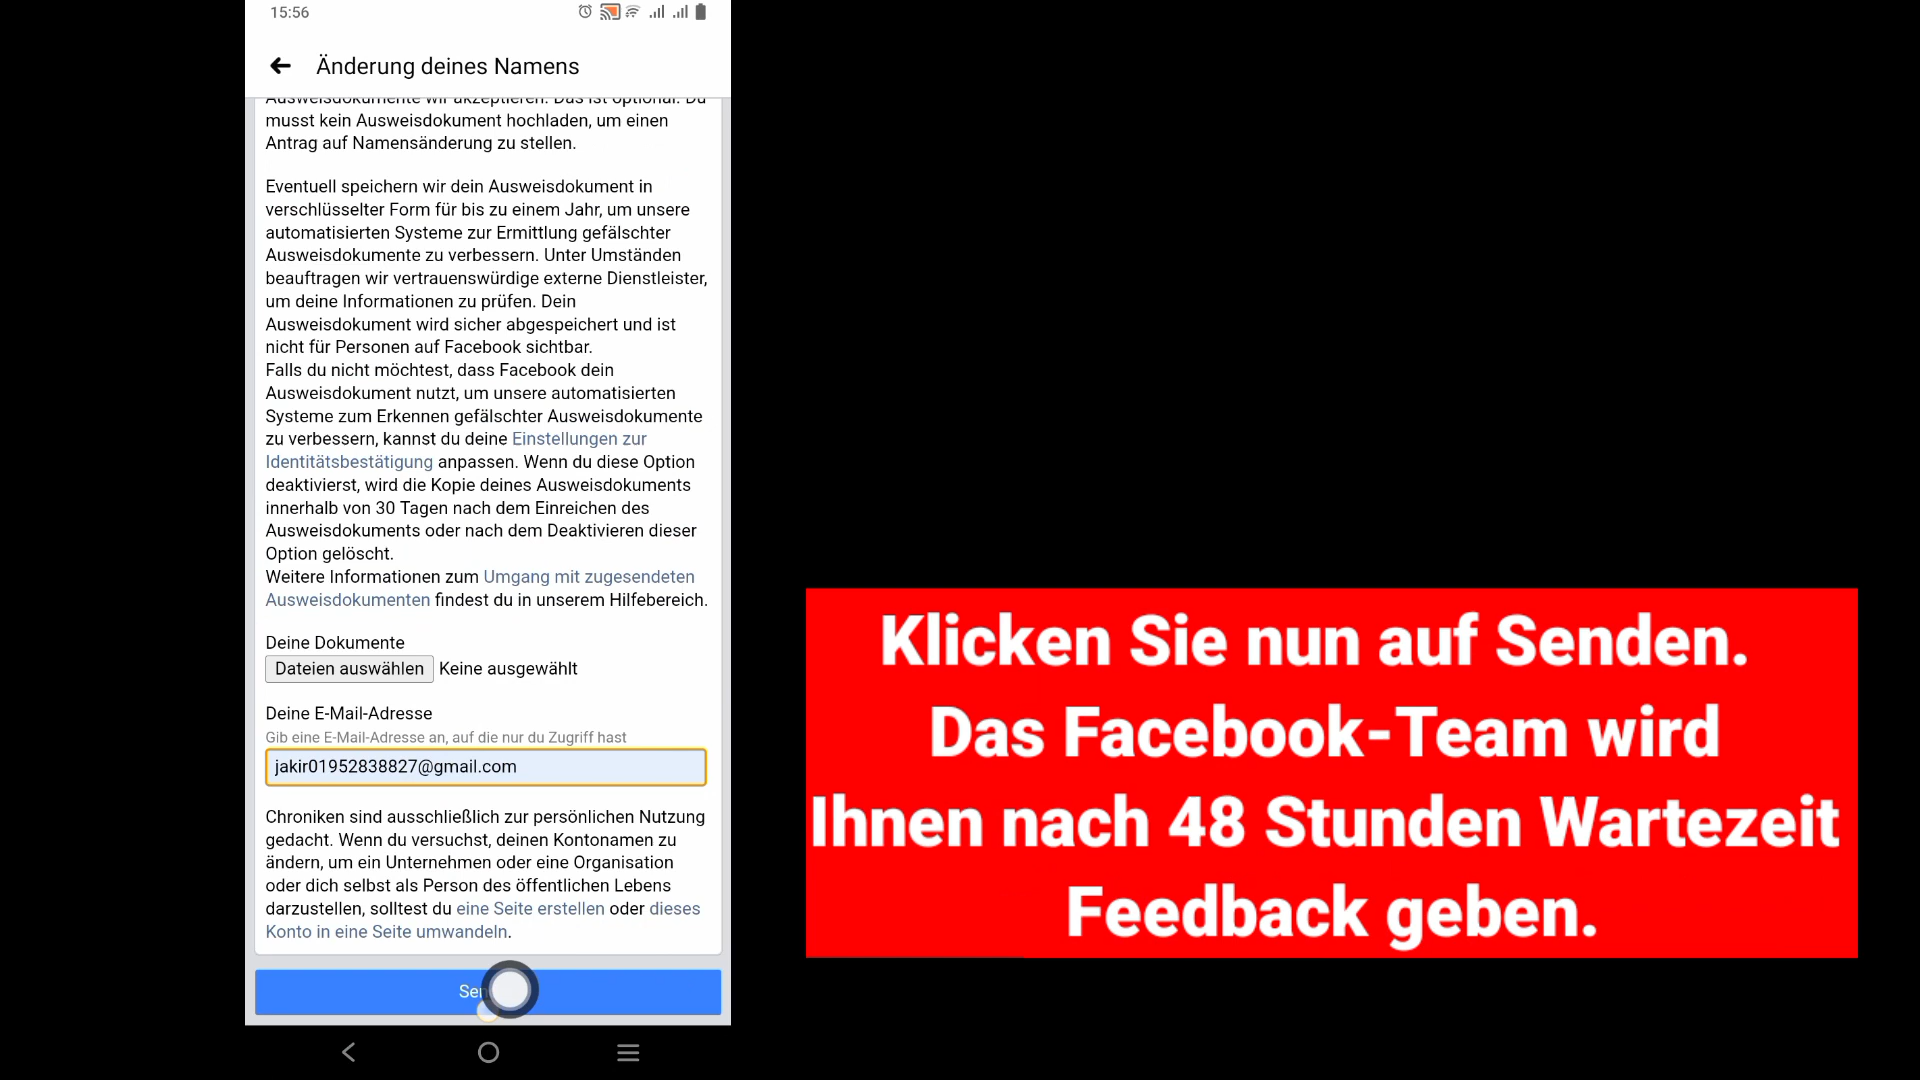 15:56
Änderung deines Namens
Ausweisdokumente wir akzeptieren. Das ist optional. Du
musst kein Ausweisdokument hochladen, um einen
Antrag auf Namensänderung zu stellen.
Eventuell speichern wir dein Ausweisdokument in
verschlüsselter Form für bis zu einem Jahr, um unsere
automatisierten Systeme zur Ermittlung gefälschter
Ausweisdokumente zu verbessern. Unter Umständen
beauftragen wir vertrauenswürdige externe Dienstleister,
um deine Informationen zu prüfen. Dein
Ausweisdokument wird sicher abgespeichert und ist
nicht für Personen auf Facebook sichtbar.
Falls du nicht möchtest, dass Facebook dein
Ausweisdokument nutzt, um unsere automatisierten
Systeme zum Erkennen gefälschter Ausweisdokumente
zu verbessern, kannst du deine Einstellungen zur
Identitätsbestätigung anpassen. Wenn du diese Option
deaktivierst, wird die Kopie deines Ausweisdokuments
innerhalb von 30 Tagen nach dem Einreichen des
Ausweisdokuments oder nach dem Deaktivieren dieser
Option gelöscht.
Weitere Informationen zum Umgang mit zugesendeten
Ausweisdokumenten findest du in unserem Hilfebereich.
Deine Dokumente
Dateien auswählen Keine ausgewählt
Deine E-Mail-Adresse
Gib eine E-Mail-Adresse an, auf die nur du Zugriff hast
jakir01952838827@gmail.com
Chroniken sind ausschließlich zur persönlichen Nutzung
gedacht. Wenn du versuchst, deinen Kontonamen zu
ändern, um ein Unternehmen oder eine Organisation
oder dich selbst als Person des öffentlichen Lebens
darzustellen, solltest du eine Seite erstellen oder dieses
Konto in eine Seite umwandeln.
Klicken Sie nun auf Senden.
Das Facebook-Team wird
Ihnen nach 48 Stunden Wartezeit
Feedback geben.